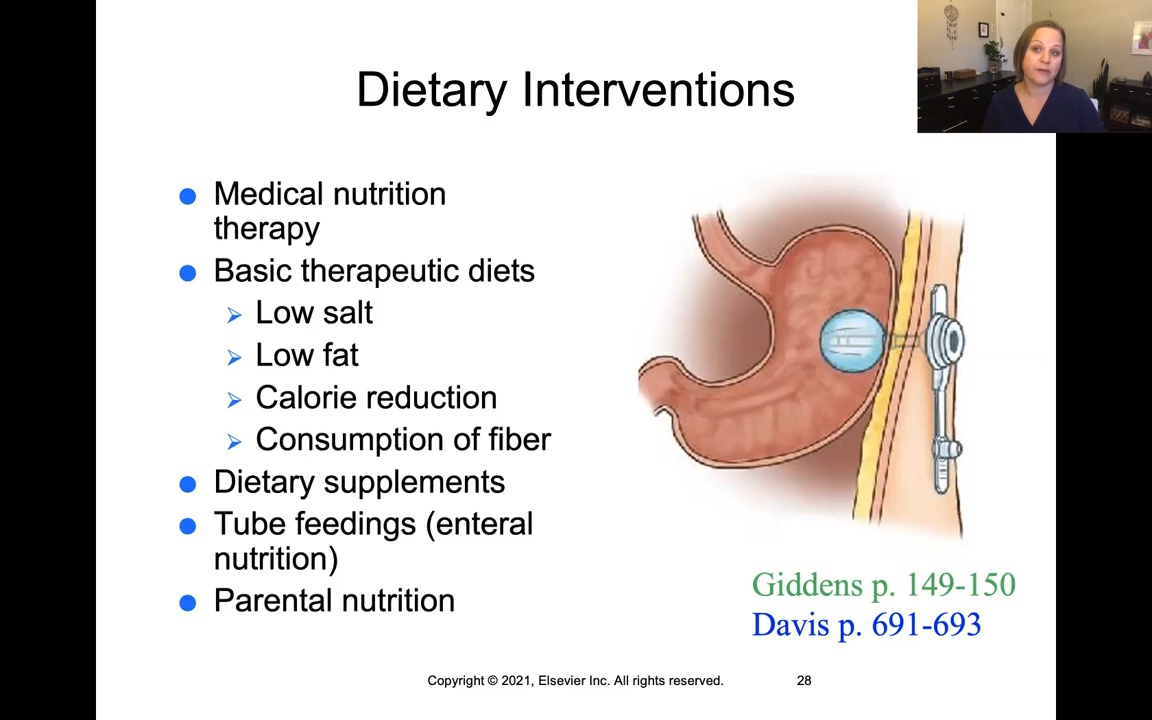 Dietary Interventions
Medical nutrition
therapy
Basic therapeutic diets
Low salt
Low fat
Calorie reduction
Consumption of fiber
Dietary supplements
Tube feedings (enteral
nutrition)
Parental nutrition
Giddens p. 149-150
Davis p. 691-693
Copyright © 2021, Elsevier Inc. All rights reserved.
28